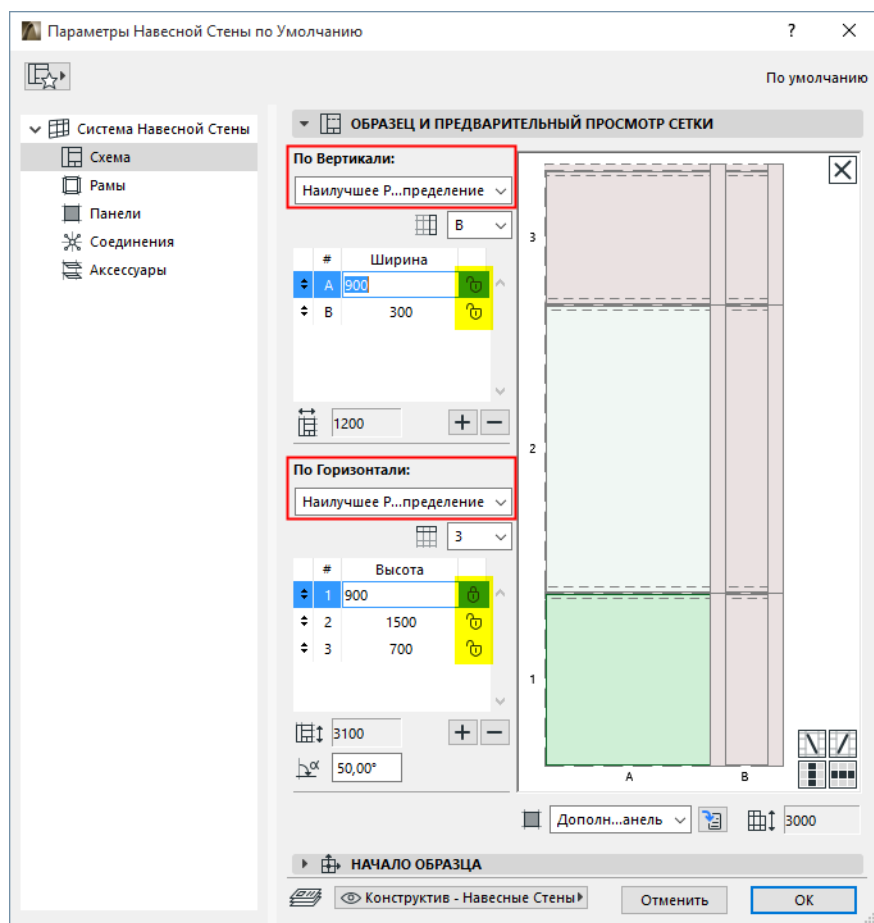 Параметры Навесной Стены по Умолчанию ?
По умолчанию
Система Навесной Стены
Схема
Рамы
Панели
Соединения
Аксессуары
ОБРАЗЕЦ И ПРЕДВАРИТЕЛЬНЫЙ ПРОСМОТР СЕТКИ
По Вертикали:
Наилучшее Р...пределение
B
# Ширина
A 900
B 300
1200
По Горизонтали:
Наилучшее Р...пределение
3
# Высота
1 900
2 1500
3 700
3100
α 50,00°
3
2
1
A B
Дополн...анель
3000
НАЧАЛО ОБРАЗЦА
Конструктив - Навесные Стены
Отменить
ОК